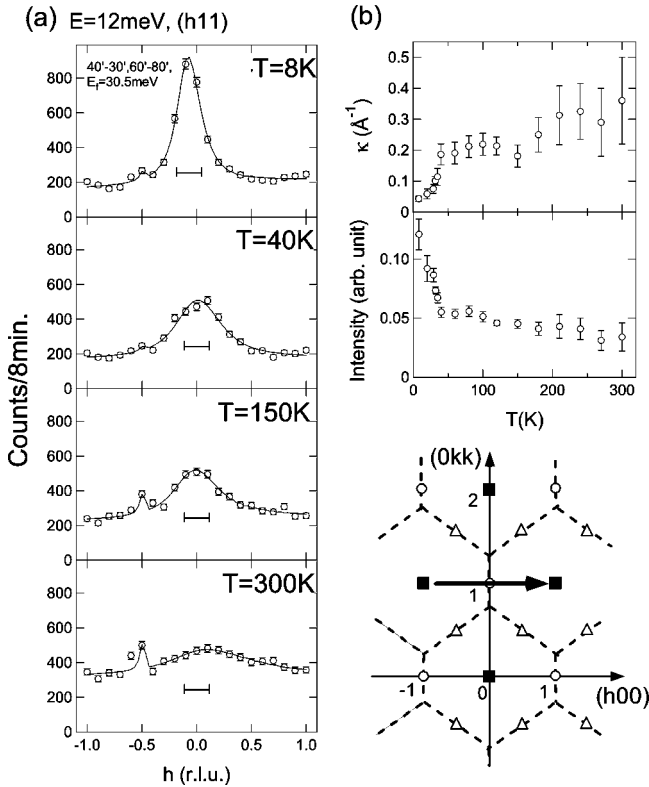 (a) E=12meV, (h11)
40'-30',60'-80',
E_f=30.5meV
T=8K
800
600
400
200
0
T=40K
800
600
400
200
0
T=150K
800
600
400
200
0
T=300K
800
600
400
200
0
-1.0 -0.5 0.0 0.5 1.0
h (r.l.u.)
Counts/8min.
(b)
0.5
0.4
0.3
0.2
0.1
0
κ (Å⁻¹)
0.10
0.05
0
Intensity (arb. unit)
0 100 200 300
T(K)
(0kk)
2
1
-1 0 1
(h00)